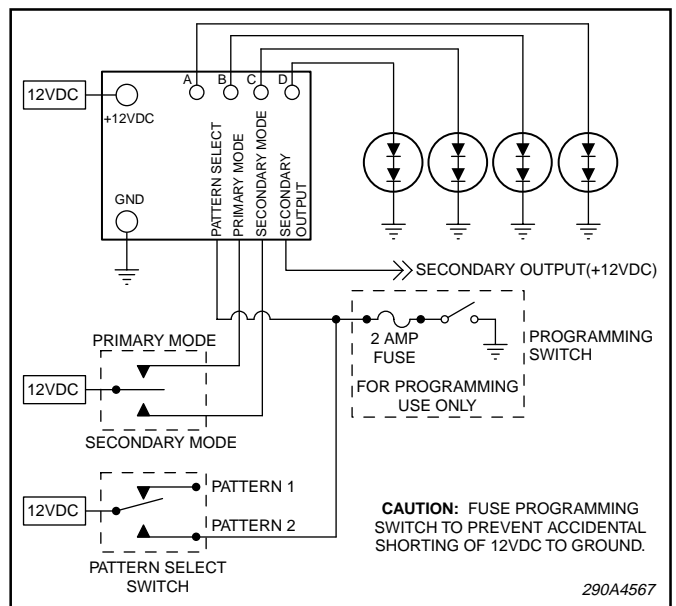 A B C D
12VDC
+12VDC
GND
PATTERN SELECT
PRIMARY MODE
SECONDARY MODE
SECONDARY
OUTPUT
SECONDARY OUTPUT(+12VDC)
2 AMP
FUSE
PROGRAMMING
SWITCH
FOR PROGRAMMING
USE ONLY
PRIMARY MODE
12VDC
SECONDARY MODE
PATTERN 1
12VDC
PATTERN 2
PATTERN SELECT
SWITCH
CAUTION: FUSE PROGRAMMING
SWITCH TO PREVENT ACCIDENTAL
SHORTING OF 12VDC TO GROUND.
290A4567